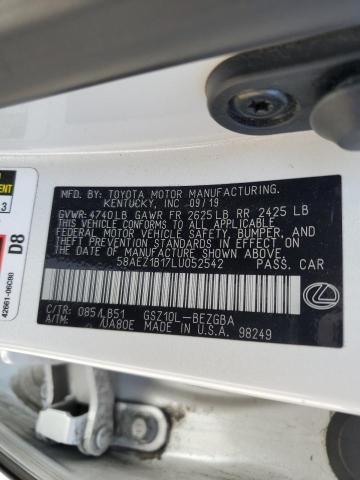 MFD. BY: TOYOTA MOTOR MANUFACTURING,
KENTUCKY, INC 09/19
GVWR 4740LB GAWR FR 2625LB RR 2425 LB
THIS VEHICLE CONFORMS TO ALL APPLICABLE
FEDERAL MOTOR VEHICLE SAFETY, BUMPER, AND
THEFT PREVENTION STANDARDS IN EFFECT ON
THE DATE OF MANUFACTURE SHOWN ABOVE.
58AEZ1B17LU052542 PASS. CAR
C/TR: 085/LB51 GSZ10L-BEZGBA
A/TM: /UA80E MADE IN U.S.A. 98249
D8
42661-06C80